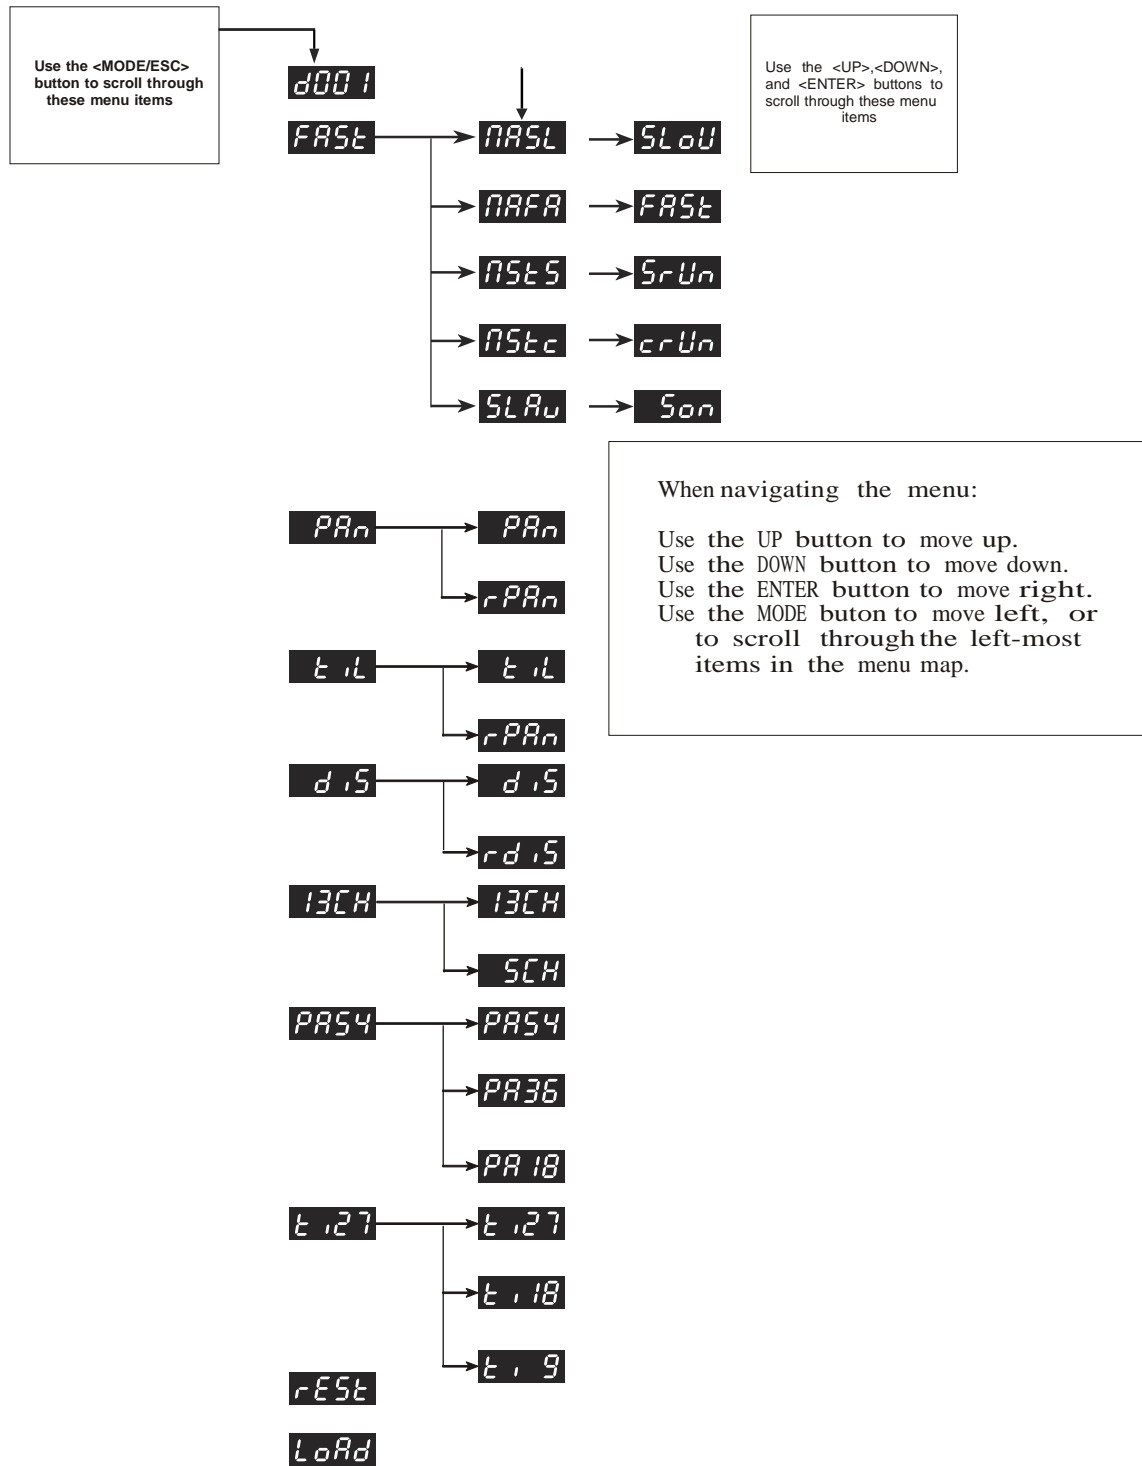 Use the <MODE/ESC>
button to scroll through
these menu items
Use the <UP>,<DOWN>,
and <ENTER> buttons to
scroll through these menu
items
d001
FASt
MASL
SLoU
MAFA
FASt
MStS
SrUn
MStc
crUn
SLAv
Son
When navigating the menu:
Use the UP button to move up.
Use the DOWN button to move down.
Use the ENTER button to move right.
Use the MODE buton to move left, or
to scroll through the left-most
items in the menu map.
PAn
PAn
rPAn
tiL
tiL
rPAn
diS
diS
rdiS
13CH
13CH
SCH
PA54
PA54
PA36
PA18
ti27
ti27
ti18
ti 9
rESt
LoAd